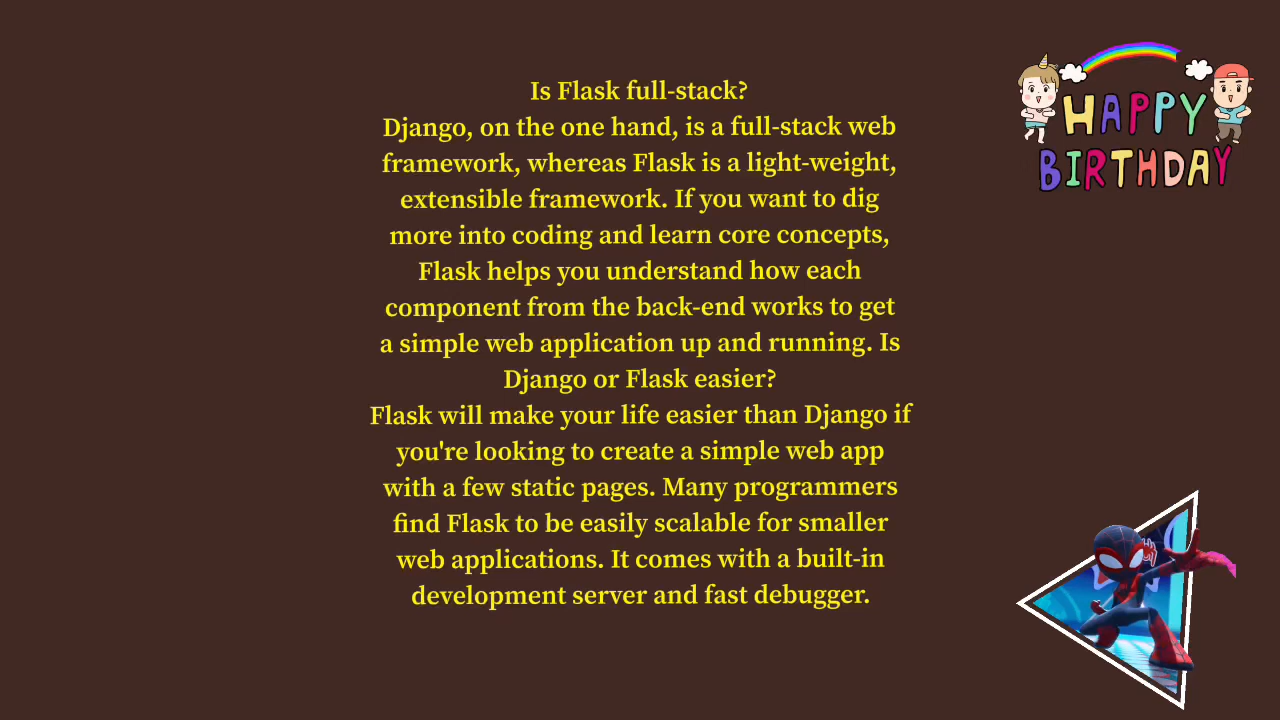 Is Flask full-stack?
Django, on the one hand, is a full-stack web
framework, whereas Flask is a light-weight,
extensible framework. If you want to dig
more into coding and learn core concepts,
Flask helps you understand how each
component from the back-end works to get
a simple web application up and running. Is
Django or Flask easier?
Flask will make your life easier than Django if
you're looking to create a simple web app
with a few static pages. Many programmers
find Flask to be easily scalable for smaller
web applications. It comes with a built-in
development server and fast debugger.
HAPPY
BIRTHDAY